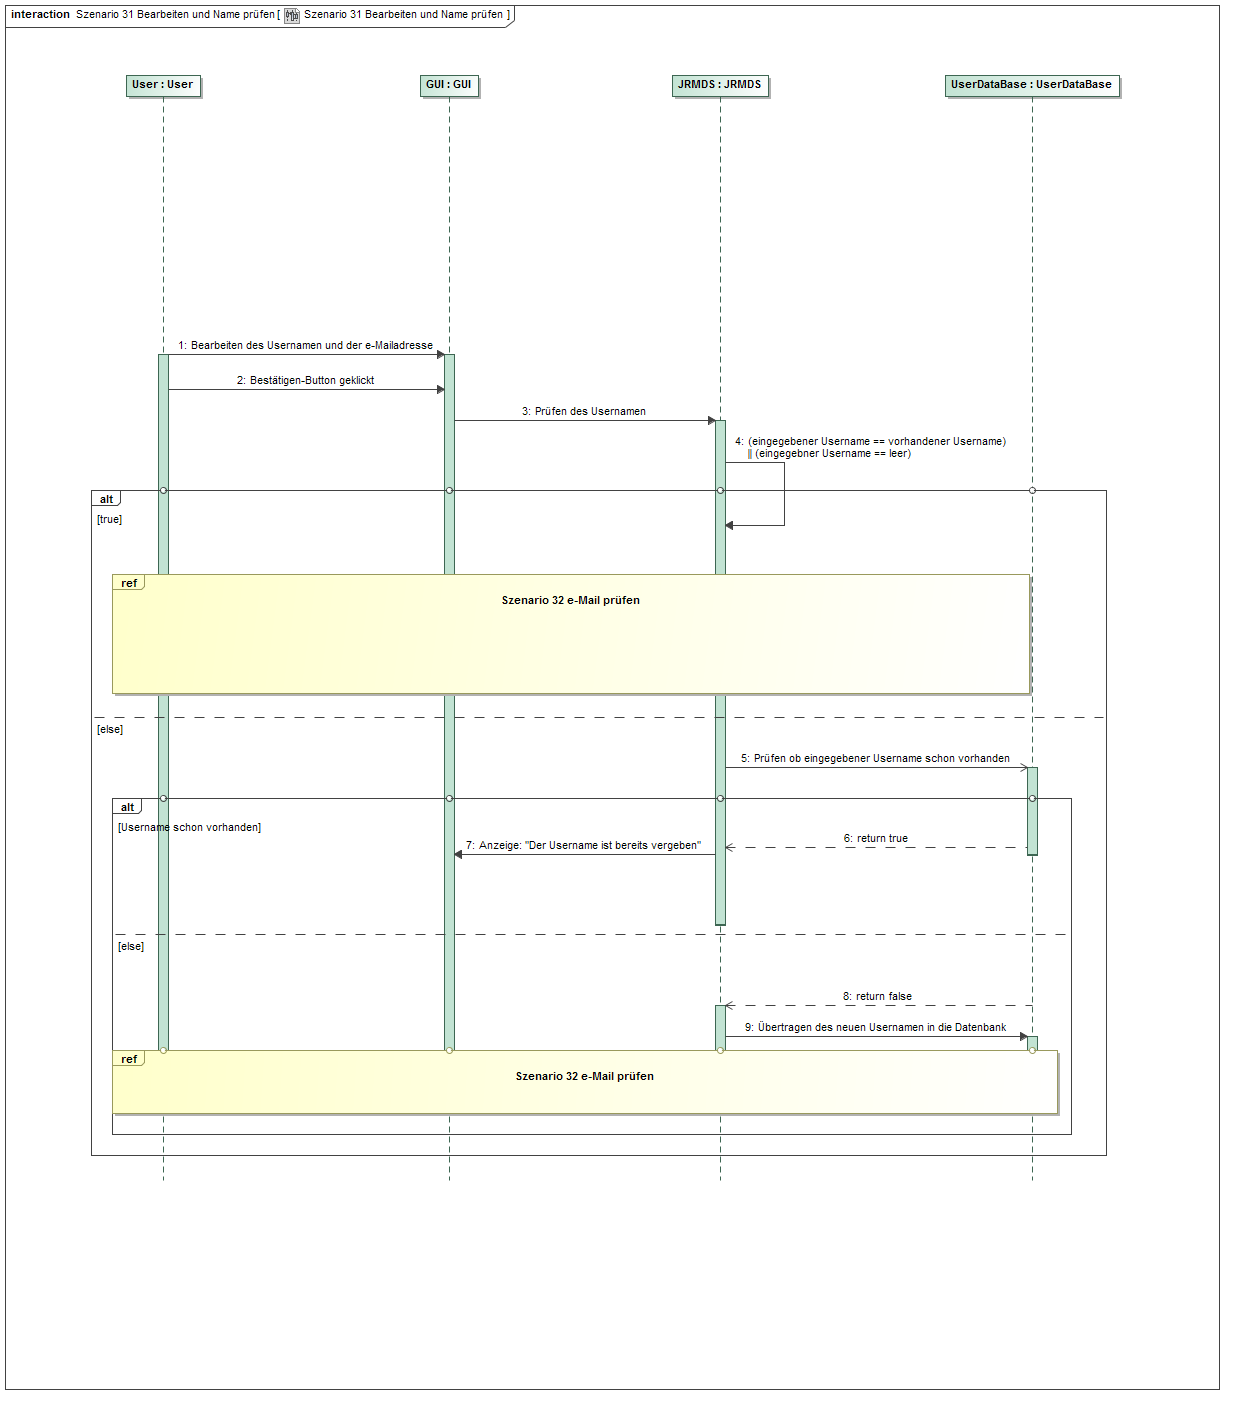 interaction Szenario 31 Bearbeiten und Name prüfen [ Szenario 31 Bearbeiten und Name prüfen ]
User : User
GUI : GUI
JRMDS : JRMDS
UserDataBase : UserDataBase
1: Bearbeiten des Usernamen und der e-Mailadresse
2: Bestätigen-Button geklickt
3: Prüfen des Usernamen
4: (eingegebener Username == vorhandener Username)
|| (eingegebner Username == leer)
alt
[true]
ref
Szenario 32 e-Mail prüfen
[else]
5: Prüfen ob eingegebener Username schon vorhanden
alt
[Username schon vorhanden]
6: return true
7: Anzeige: "Der Username ist bereits vergeben"
[else]
8: return false
9: Übertragen des neuen Usernamen in die Datenbank
ref
Szenario 32 e-Mail prüfen